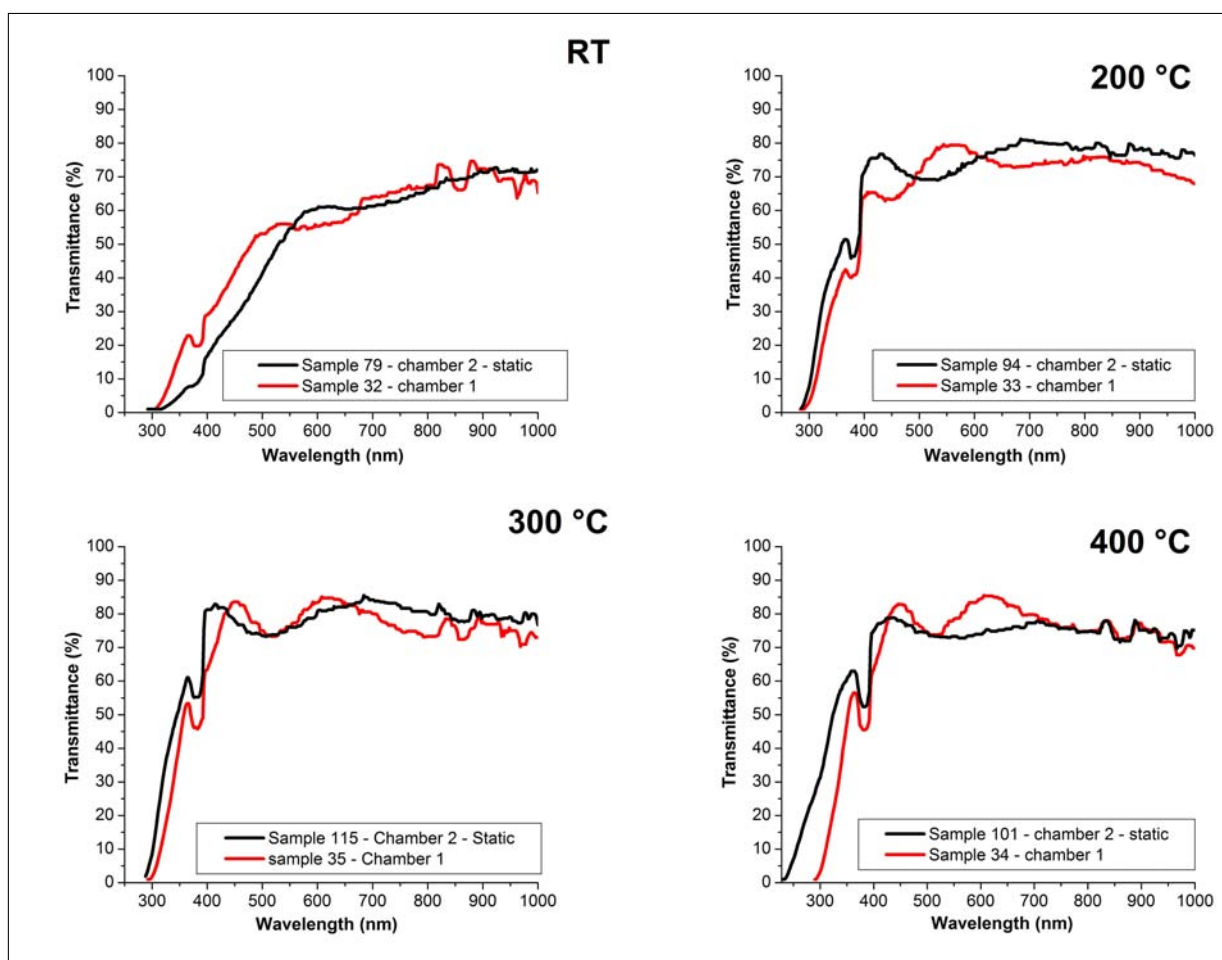 RT
100
90
80
70
60
50
40
30
20
10
0
Transmittance (%)
Sample 79 - chamber 2 - static
Sample 32 - chamber 1
300 400 500 600 700 800 900 1000
Wavelength (nm)
200 °C
100
90
80
70
60
50
40
30
20
10
0
Transmittance (%)
Sample 94 - chamber 2 - static
Sample 33 - chamber 1
300 400 500 600 700 800 900 1000
Wavelength (nm)
300 °C
100
90
80
70
60
50
40
30
20
10
0
Transmittance (%)
Sample 115 - Chamber 2 - Static
sample 35 - Chamber 1
300 400 500 600 700 800 900 1000
Wavelength (nm)
400 °C
100
90
80
70
60
50
40
30
20
10
0
Transmittance (%)
Sample 101 - chamber 2 - static
Sample 34 - chamber 1
300 400 500 600 700 800 900 1000
Wavelength (nm)